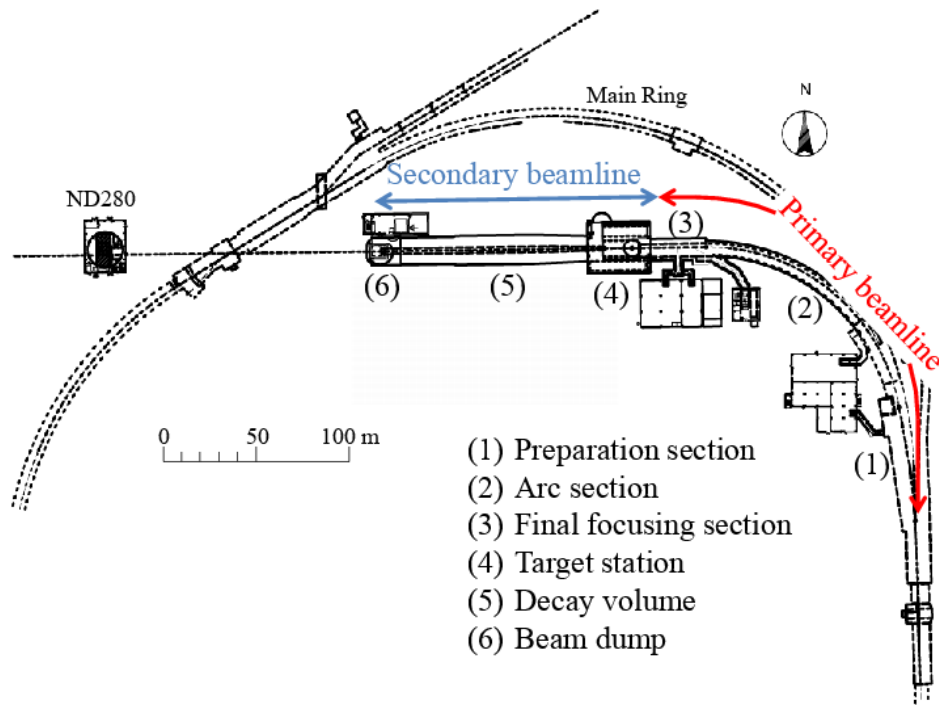 N
Main Ring
Secondary beamline
ND280
Primary beamline
(3)
(6)
(5)
(4)
(2)
(1)
0 50 100 m
(1) Preparation section
(2) Arc section
(3) Final focusing section
(4) Target station
(5) Decay volume
(6) Beam dump